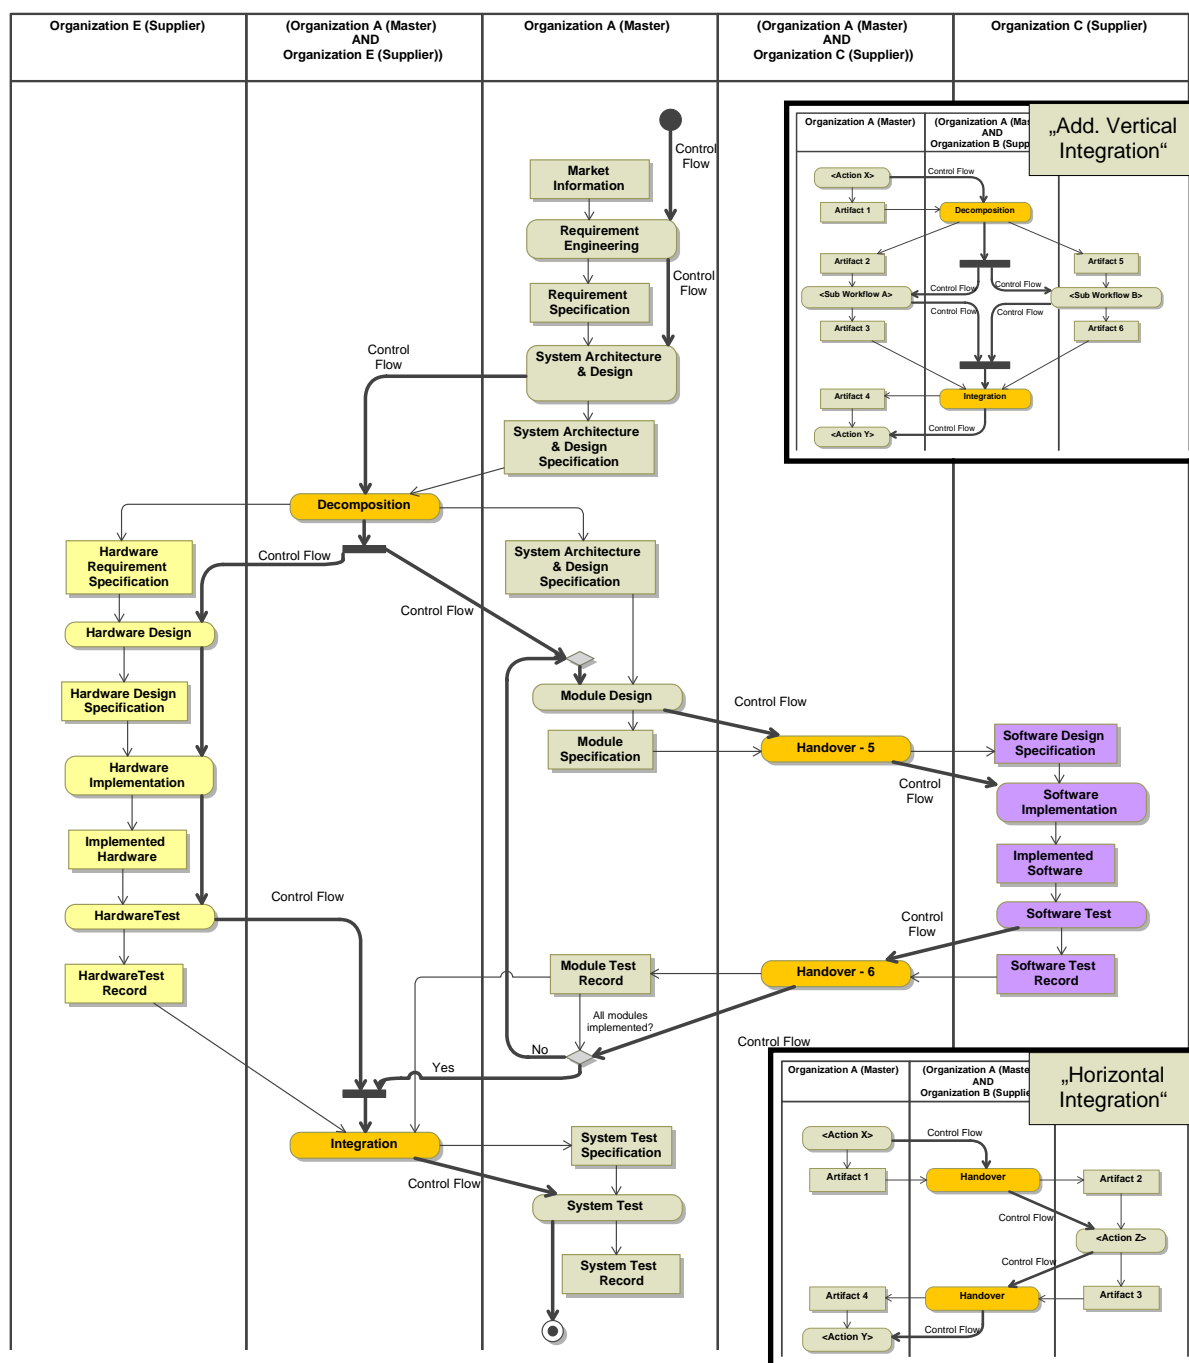 Organization E (Supplier)
(Organization A (Master)
AND
Organization E (Supplier))
Organization A (Master)
(Organization A (Master)
AND
Organization C (Supplier))
Organization C (Supplier)
Control
Flow
Market
Information
Requirement
Engineering
Control
Flow
Requirement
Specification
Control
Flow
System Architecture
& Design
System Architecture
& Design
Specification
Decomposition
Control Flow
Hardware
Requirement
Specification
System Architecture
& Design
Specification
Control Flow
Hardware Design
Hardware Design
Specification
Module Design
Control Flow
Module
Specification
Handover - 5
Software Design
Specification
Control
Flow
Hardware
Implementation
Software
Implementation
Implemented
Hardware
Implemented
Software
Control Flow
HardwareTest
Software Test
Control
Flow
HardwareTest
Record
Module Test
Record
Handover - 6
Software Test
Record
All modules
implemented?
Control Flow
No
Yes
Integration
System Test
Specification
Control Flow
System Test
System Test
Record
Organization A (Master)
(Organization A (Mas
AND
Organization B (Supp
„Add. Vertical
Integration“
<Action X>
Control Flow
Artifact 1
Decomposition
Artifact 2
Artifact 5
<Sub Workflow A>
Control Flow
Control Flow
<Sub Workflow B>
Control Flow
Control Flow
Artifact 3
Artifact 6
Artifact 4
Integration
Control Flow
<Action Y>
Organization A (Master)
(Organization A (Maste
AND
Organization B (Supplie
„Horizontal
Integration“
<Action X>
Control Flow
Artifact 1
Handover
Artifact 2
Control Flow
<Action Z>
Control Flow
Artifact 4
Handover
Artifact 3
Control Flow
<Action Y>